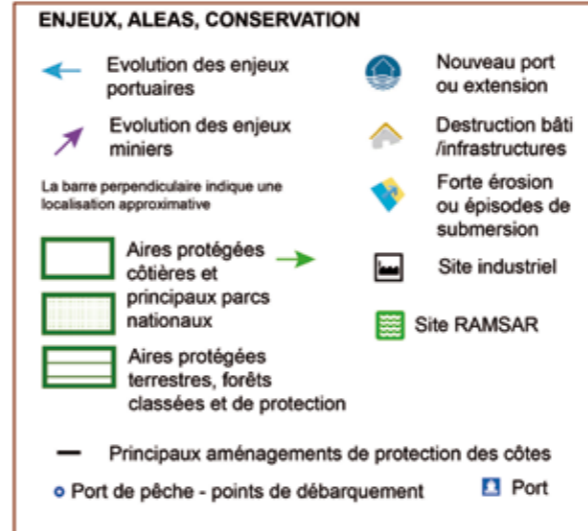 ENJEUX, ALEAS, CONSERVATION
Evolution des enjeux
portuaires
Evolution des enjeux
miniers
La barre perpendiculaire indique une
localisation approximative
Aires protégées
côtières et
principaux parcs
nationaux
Aires protégées
terrestres, forêts
classées et de protection
Nouveau port
ou extension
Destruction bâti
/infrastructures
Forte érosion
ou épisodes de
submersion
Site industriel
Site RAMSAR
Principaux aménagements de protection des côtes
Port de pêche - points de débarquement
Port